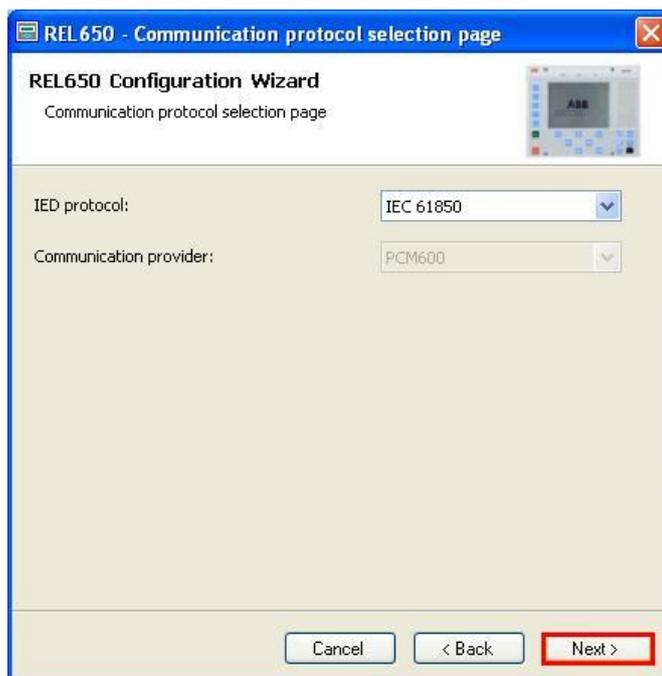 REL650 - Communication protocol selection page
REL650 Configuration Wizard
Communication protocol selection page
ABB
IED protocol:
IEC 61850
Communication provider:
PCM600
Cancel
< Back
Next >